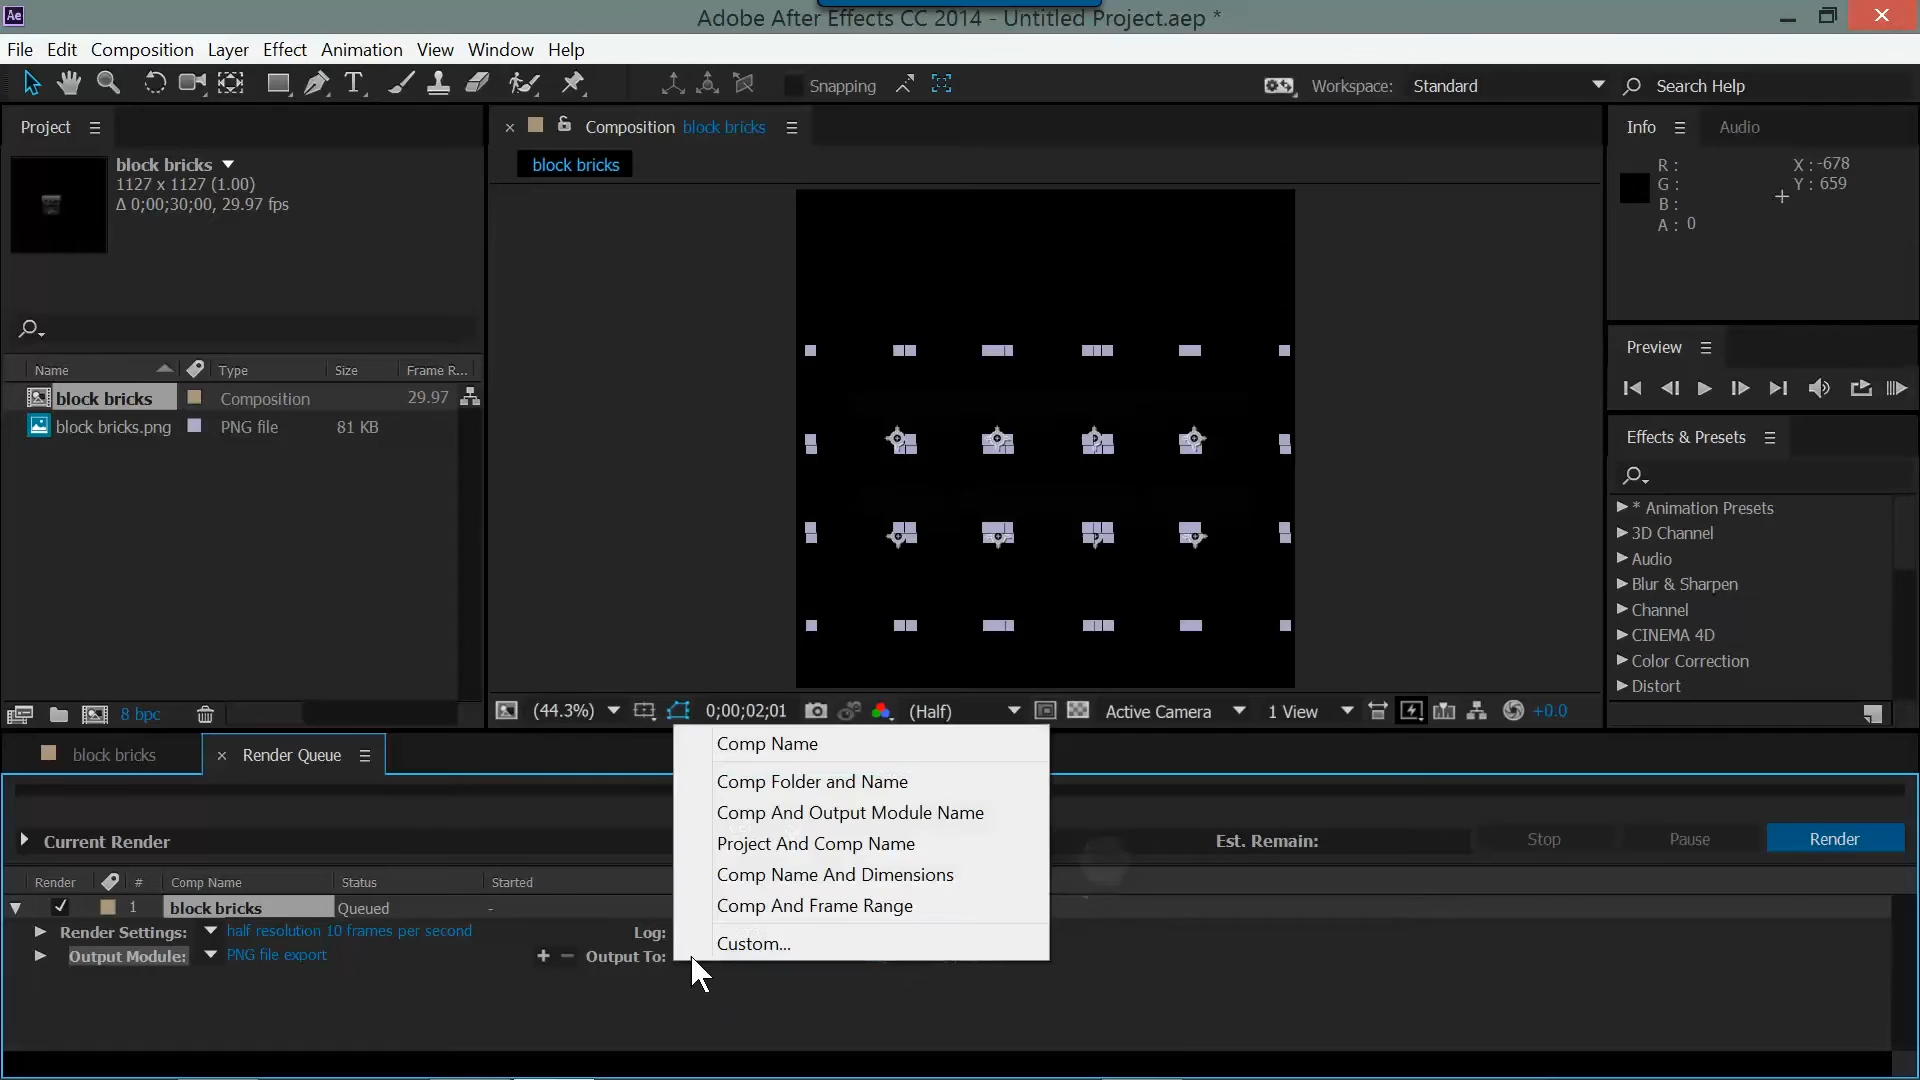 Ae
Adobe After Effects CC 2014 - Untitled Project.aep *
File Edit Composition Layer Effect Animation View Window Help
Snapping
Workspace: Standard
Search Help
Project
block bricks
1127 x 1127 (1.00)
Δ 0;00;30;00, 29.97 fps
Name Type Size Frame R...
block bricks Composition 29.97
block bricks.png PNG file 81 KB
8 bpc
Composition block bricks
block bricks
(44.3%) 0;00;02;01 (Half) Active Camera 1 View +0.0
Info Audio
R :
G :
B :
A : 0
X : -678
Y : 659
Preview
Effects & Presets
* Animation Presets
3D Channel
Audio
Blur & Sharpen
Channel
CINEMA 4D
Color Correction
Distort
block bricks
Render Queue
Current Render
Est. Remain:
Stop Pause Render
Render # Comp Name Status Started
1 block bricks Queued -
Render Settings: half resolution 10 frames per second Log:
Output Module: PNG file export + − Output To:
Comp Name
Comp Folder and Name
Comp And Output Module Name
Project And Comp Name
Comp Name And Dimensions
Comp And Frame Range
Custom...